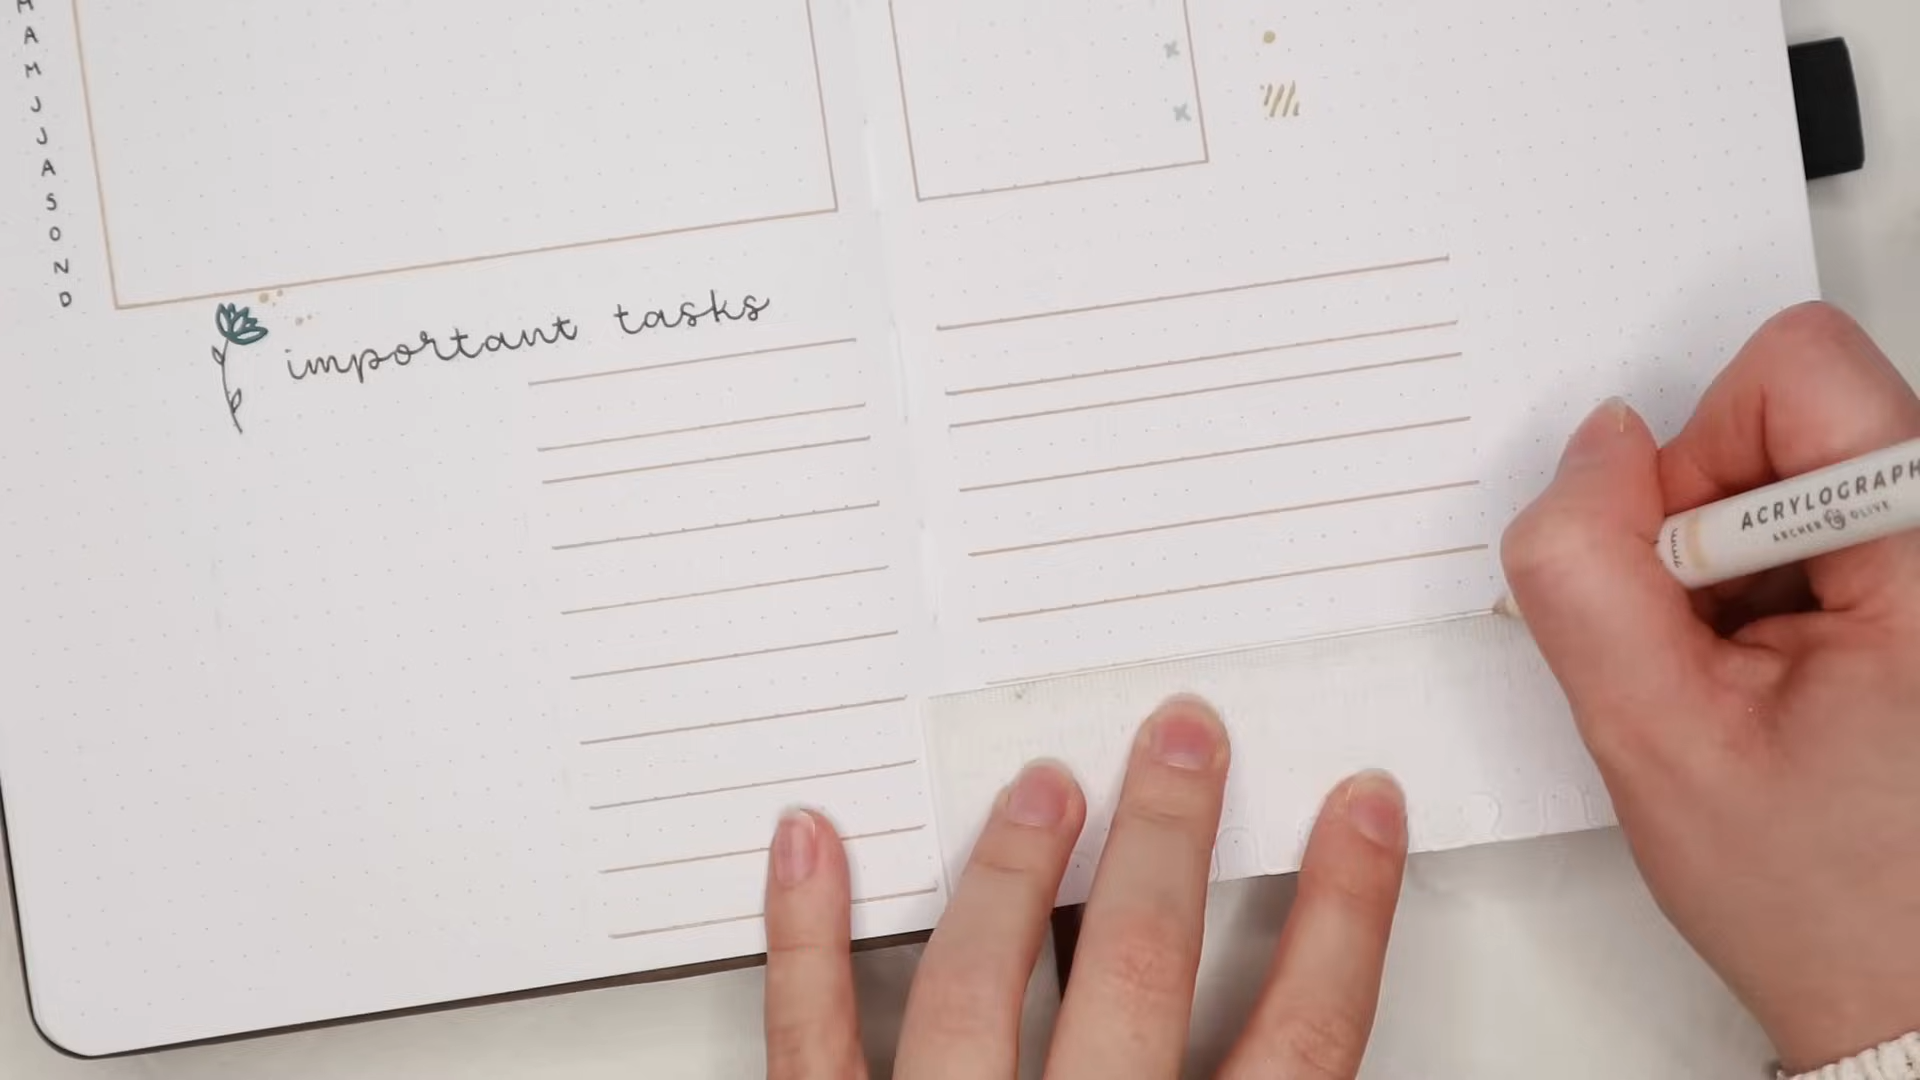 M
A
M
J
J
A
S
O
N
D
important tasks
ACRYLOGRAPH
ARCHER & OLIVE